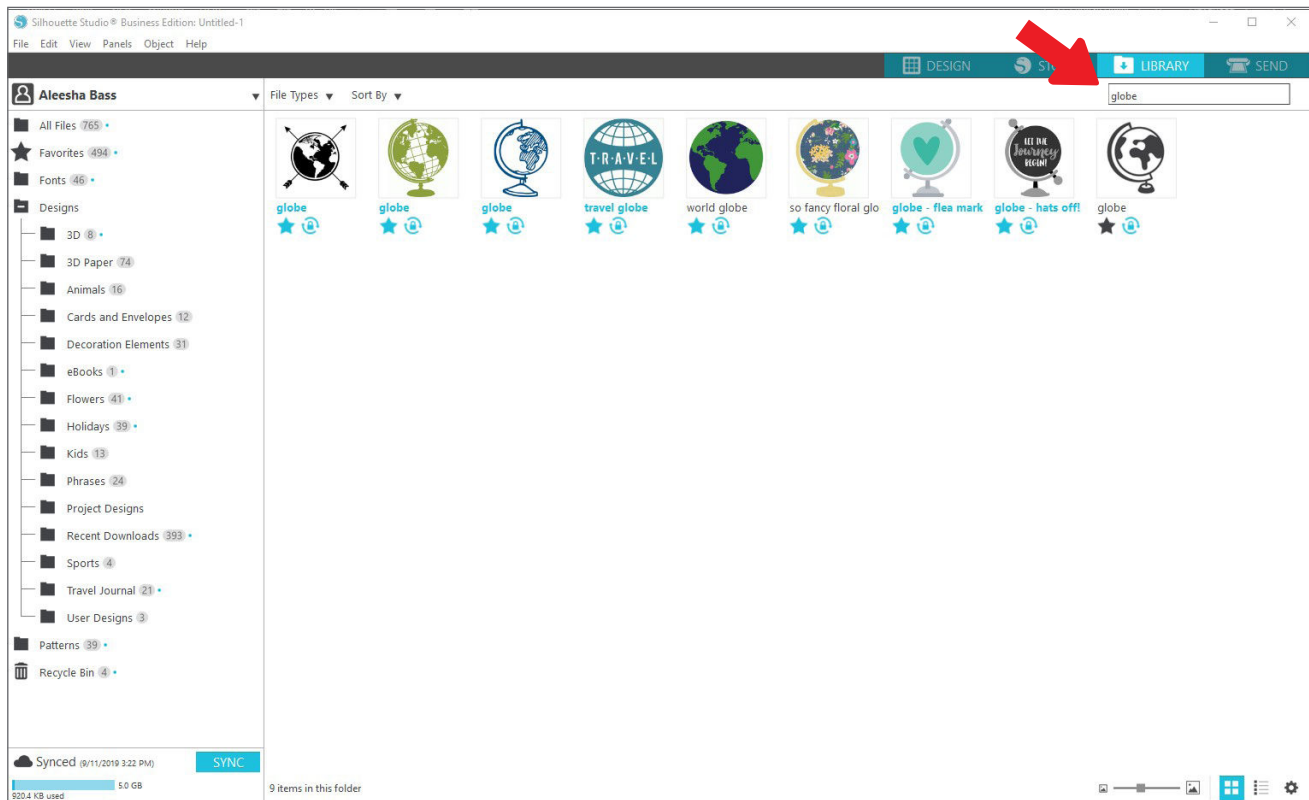 Silhouette Studio® Business Edition: Untitled-1
File Edit View Panels Object Help
DESIGN LIBRARY SEND
Aleesha Bass
File Types Sort By globe
All Files 765
Favorites 494
Fonts 46
Designs
3D 8
3D Paper 74
Animals 16
Cards and Envelopes 12
Decoration Elements 31
eBooks 1
Flowers 41
Holidays 39
Kids 13
Phrases 24
Project Designs
Recent Downloads 393
Sports 4
Travel Journal 21
User Designs 3
Patterns 39
Recycle Bin 4
T·R·A·V·E·L
LET THE
Journey
BEGIN!
globe globe globe travel globe world globe so fancy floral glo globe - flea mark globe - hats off! globe
Synced (9/11/2019 3:22 PM) SYNC
5.0 GB
920.4 KB used
9 items in this folder